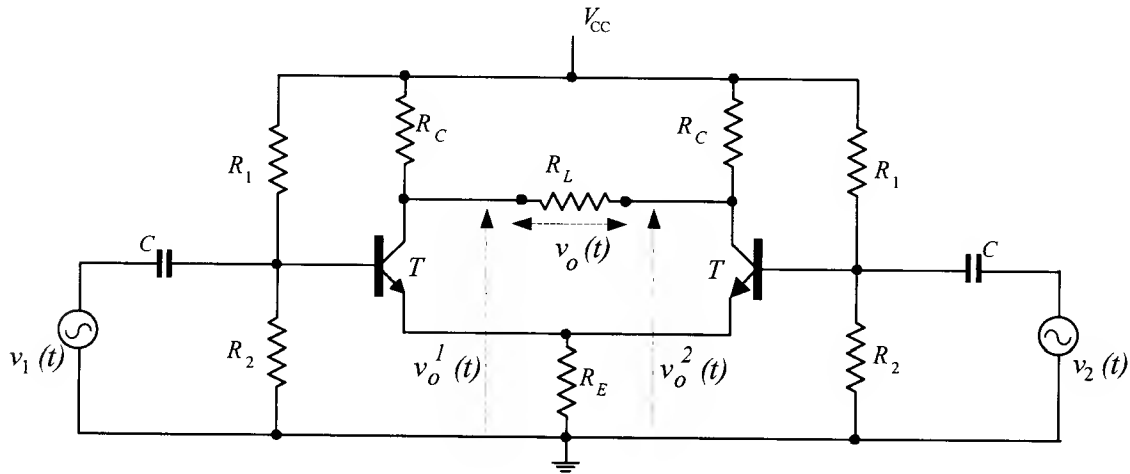 V_CC
R_C
R_C
R_1
R_L
R_1
v_o (t)
C
T
T
C
v_1 (t)
R_2
v_o^1 (t)
R_E
v_o^2 (t)
R_2
v_2 (t)